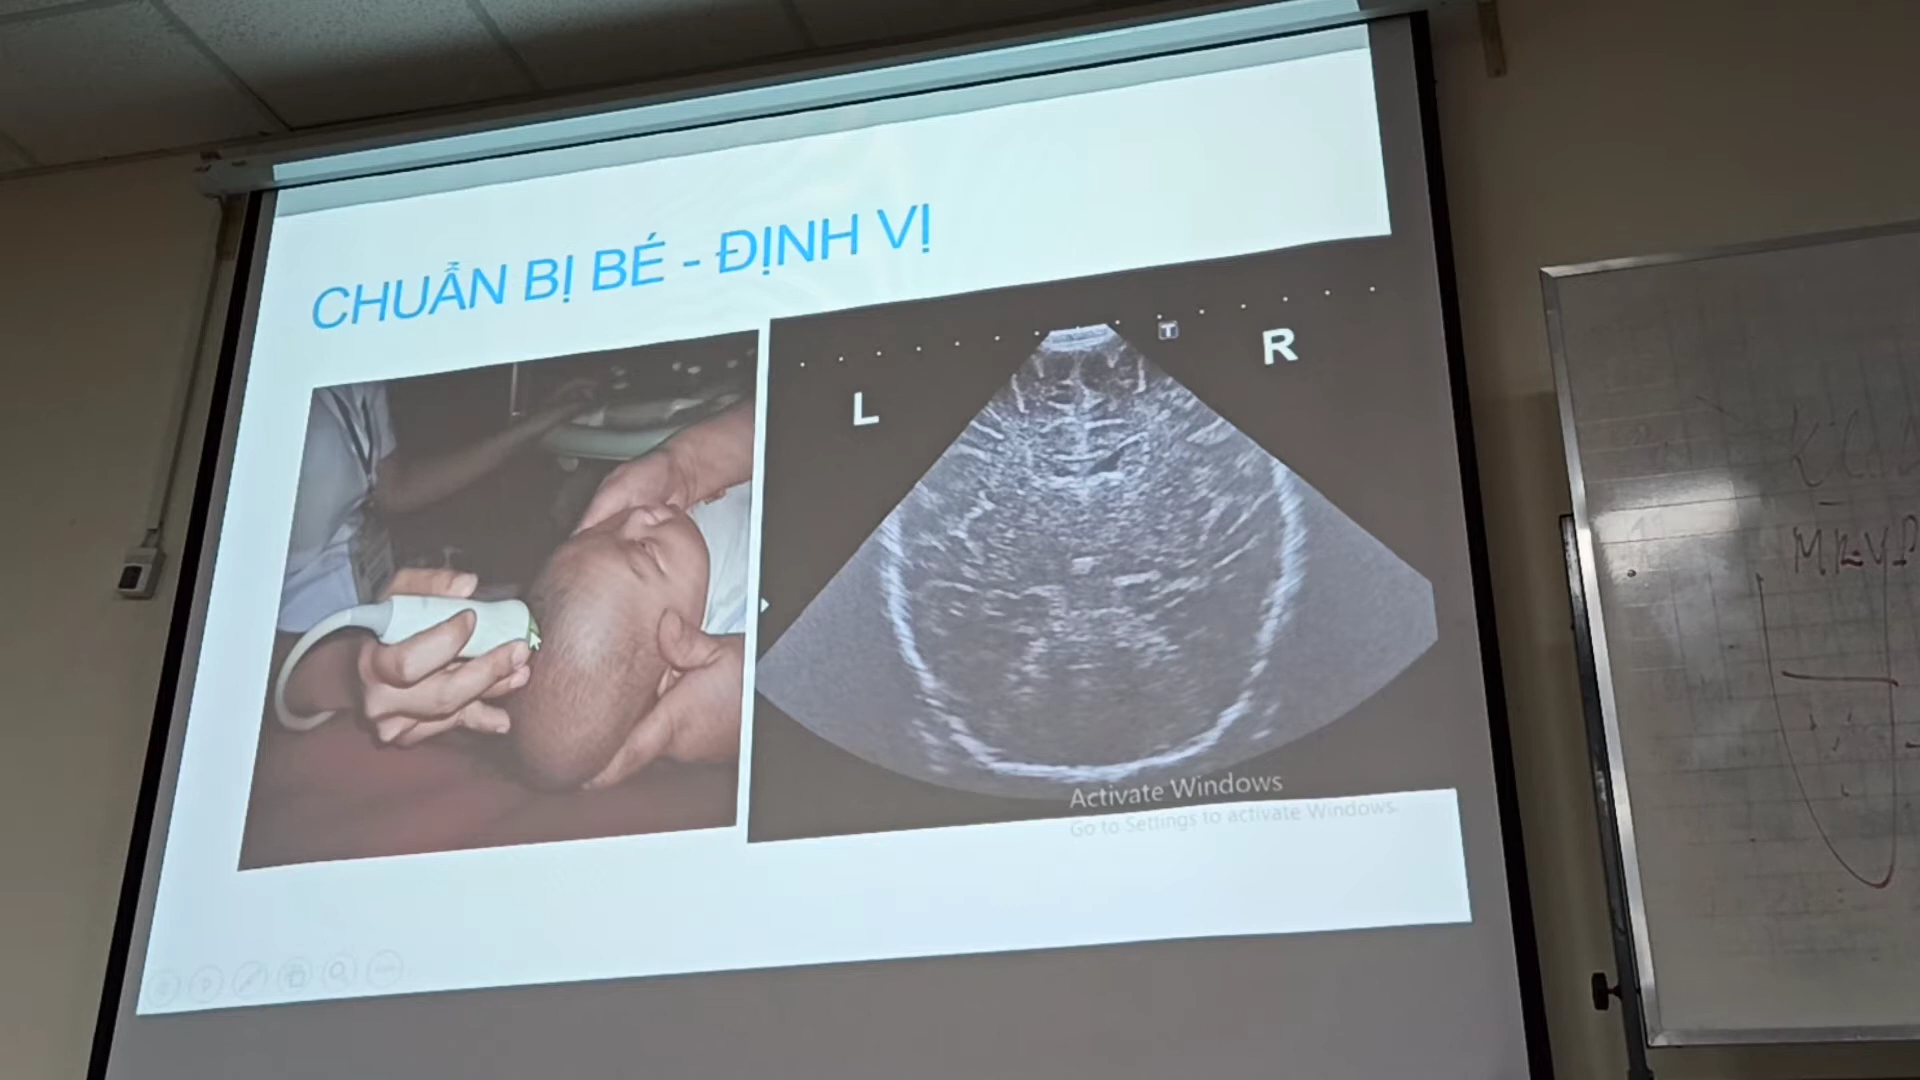 CHUẨN BỊ BÉ - ĐỊNH VỊ
L
R
T
Activate Windows
Go to Settings to activate Windows.